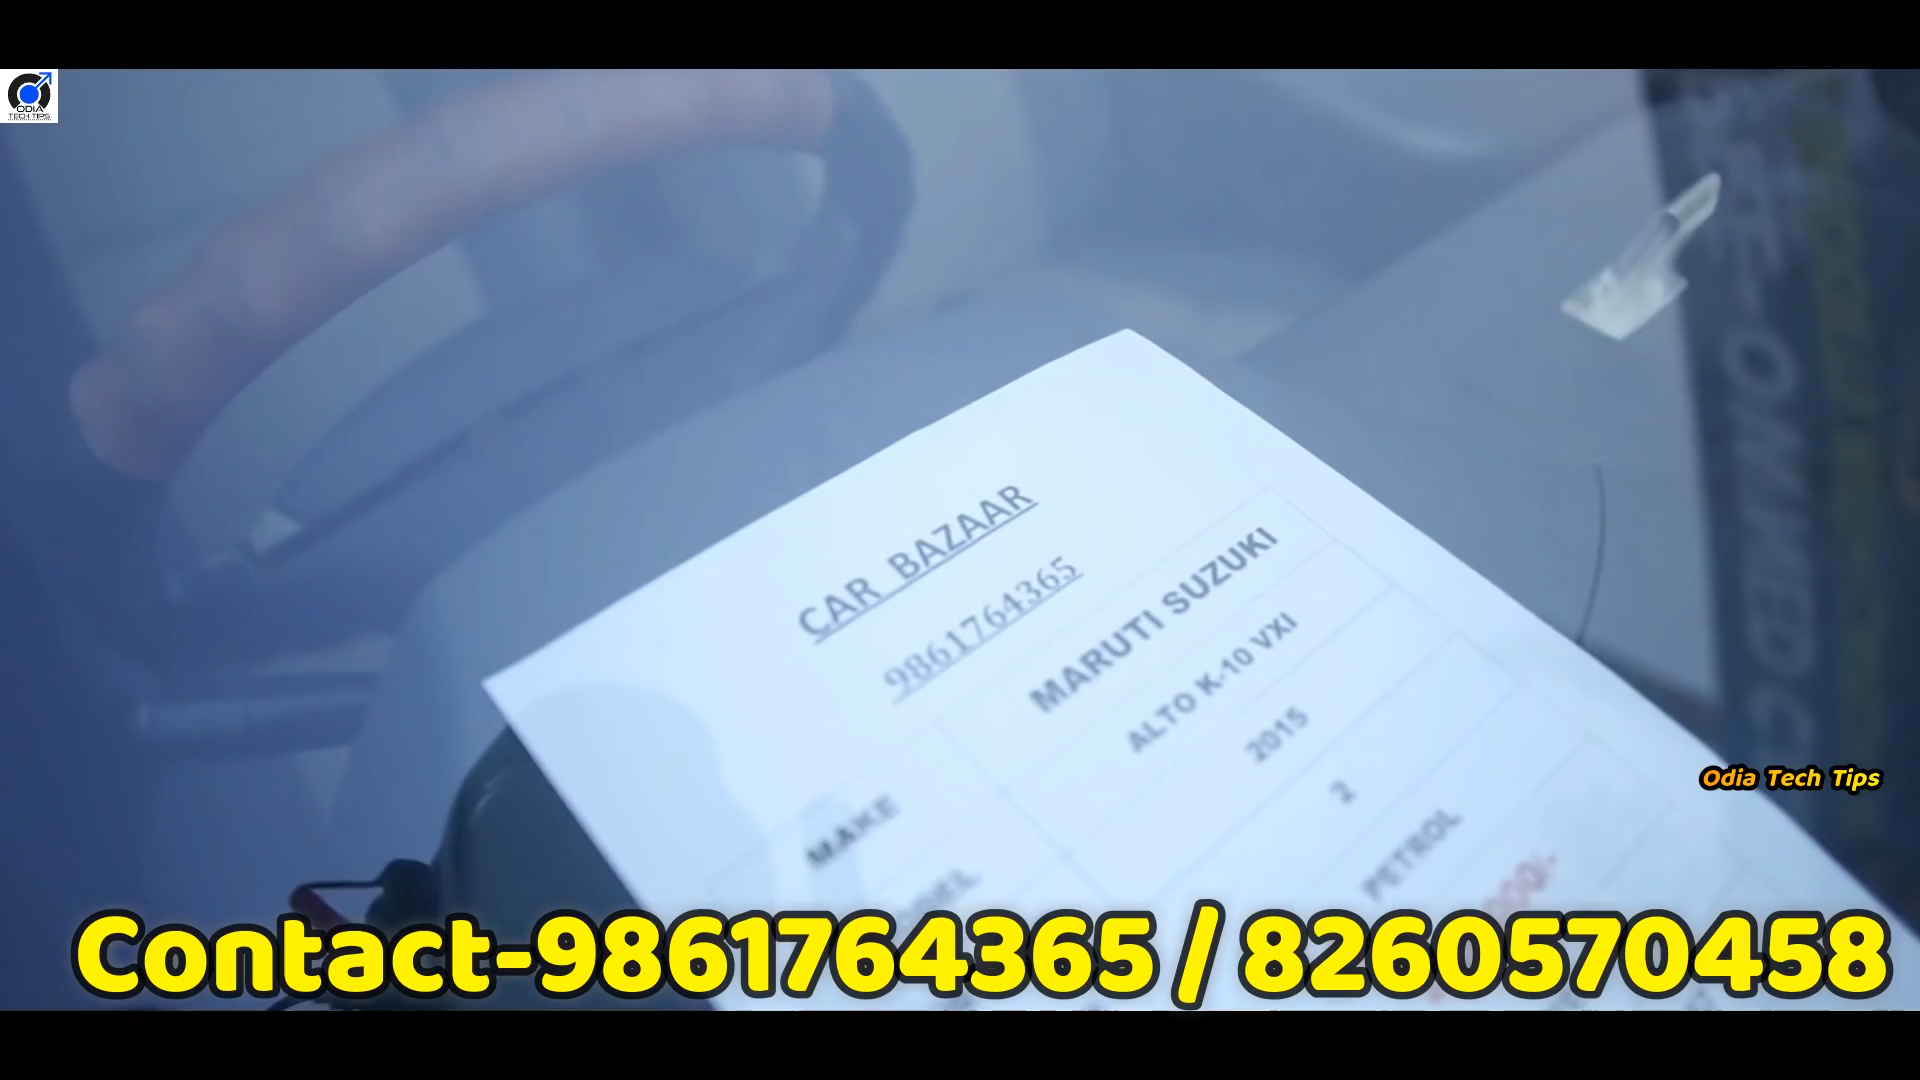 ODIA
TECH TIPS
CAR BAZAAR
9861764365
MAKE
MARUTI SUZUKI
ALTO K-10 VXI
2015
2
PETROL
Odia Tech Tips
Contact-9861764365 / 8260570458